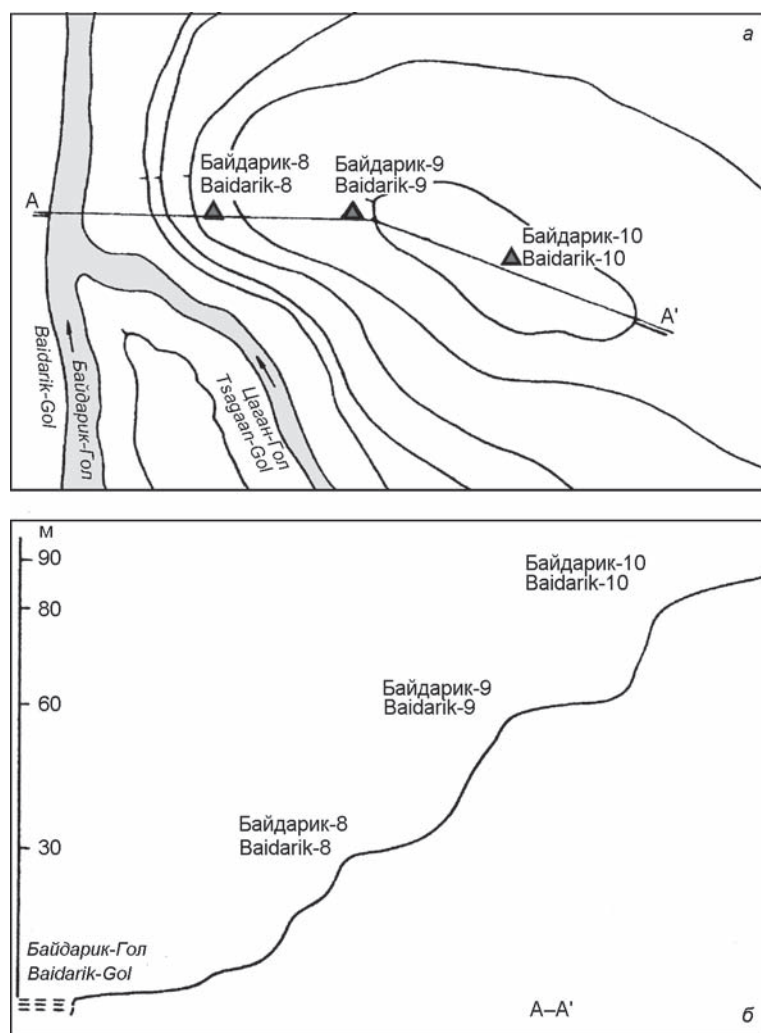 а
Байдарик-8
Baidarik-8
Байдарик-9
Baidarik-9
Байдарик-10
Baidarik-10
А
А'
Байдарик-Гол
Baidarik-Gol
Цаган-Гол
Tsagaan-Gol
м
90
80
60
30
Байдарик-10
Baidarik-10
Байдарик-9
Baidarik-9
Байдарик-8
Baidarik-8
Байдарик-Гол
Baidarik-Gol
А–А'
б